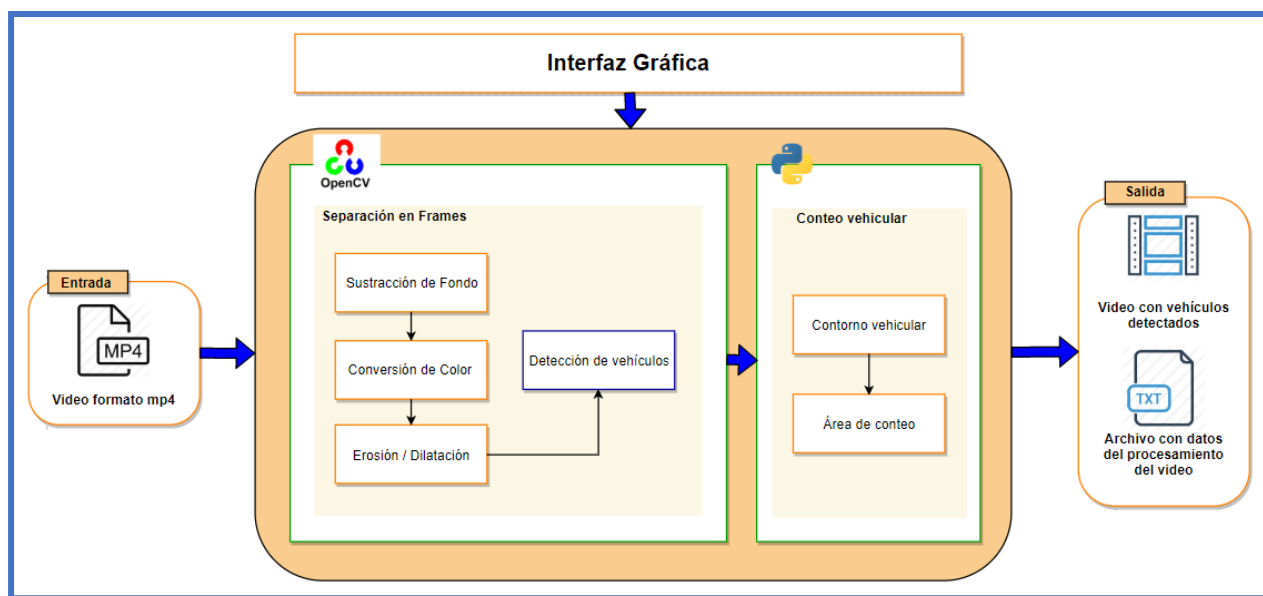 Interfaz Gráfica
OpenCV
Separación en Frames
Sustracción de Fondo
Conversión de Color
Erosión / Dilatación
Detección de vehículos
Conteo vehicular
Contorno vehicular
Área de conteo
Entrada
MP4
Video formato mp4
Salida
Video con vehículos
detectados
TXT
Archivo con datos
del procesamiento
del video